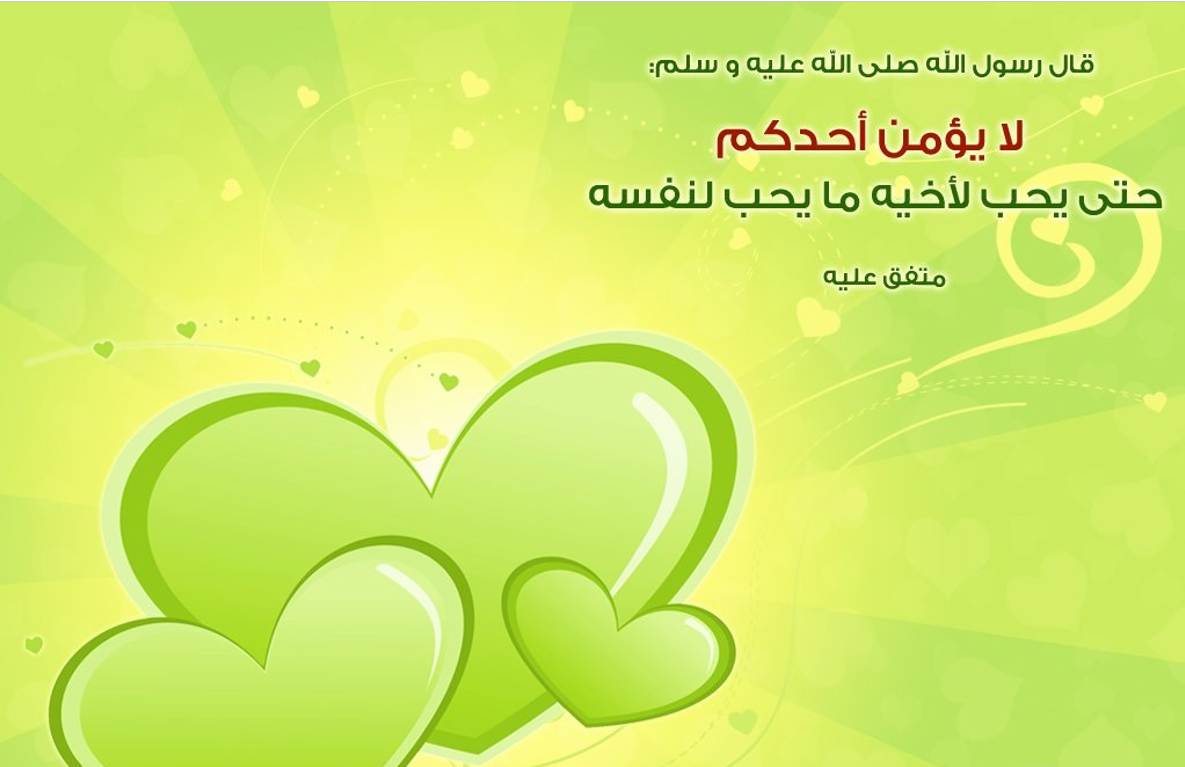 قال رسول الله صلى الله عليه و سلم:
لا يؤمن أحدكم
حتى يحب لأخيه ما يحب لنفسه
متفق عليه